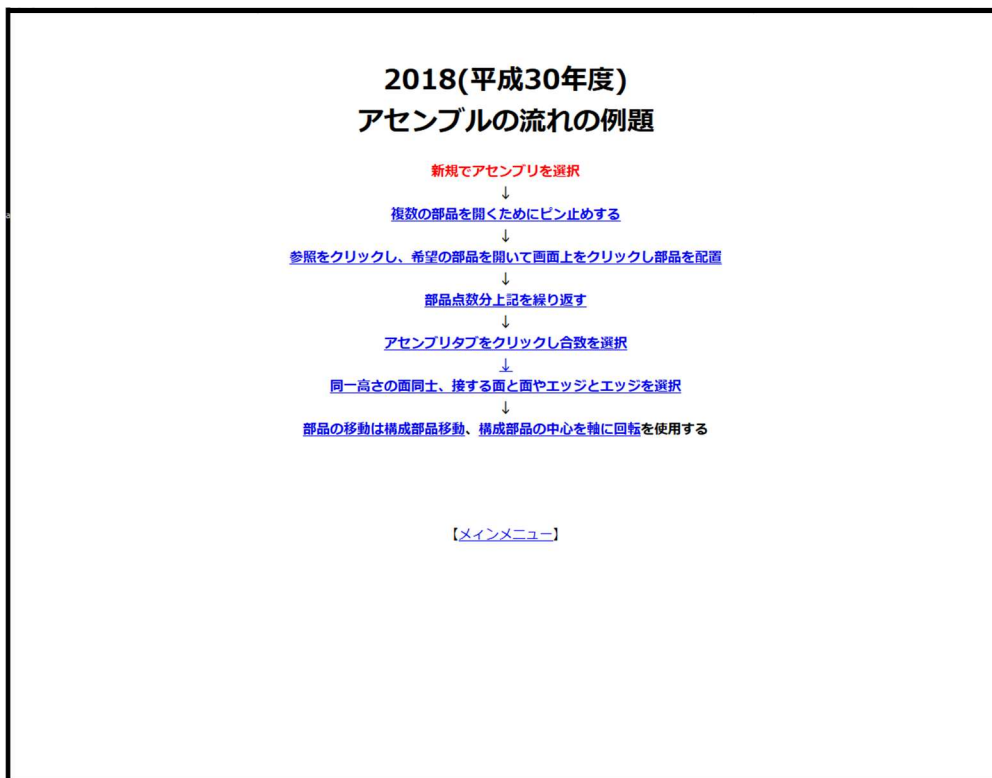 2018(平成30年度)
アセンブルの流れの例題
新規でアセンブリを選択
↓
複数の部品を開くためにピン止めする
↓
参照をクリックし、希望の部品を開いて画面上をクリックし部品を配置
↓
部品点数分上記を繰り返す
↓
アセンブリタブをクリックし合致を選択
↓
同一高さの面同士、接する面と面やエッジとエッジを選択
↓
部品の移動は構成部品移動、構成部品の中心を軸に回転を使用する
【メィンメニュー】